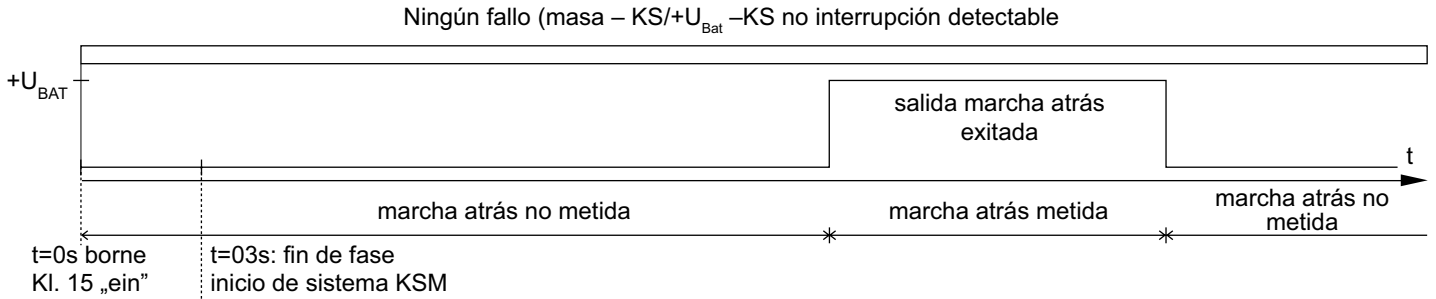 Ningún fallo (masa – KS/+U_Bat –KS no interrupción detectable
+U_BAT
salida marcha atrás
exitada
t
marcha atrás no metida
marcha atrás metida
marcha atrás no
metida
t=0s borne
Kl. 15 „ein”
t=03s: fin de fase
inicio de sistema KSM